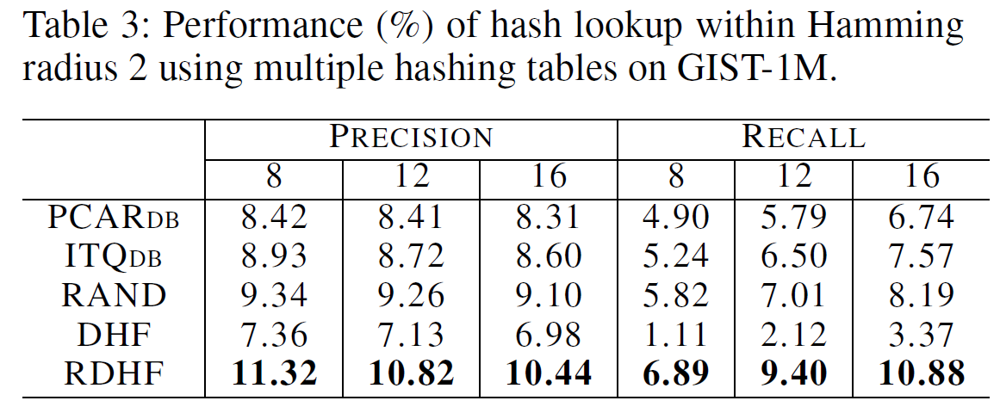 Table 3: Performance (%) of hash lookup within Hamming
radius 2 using multiple hashing tables on GIST-1M.
PRECISION RECALL
8 12 16 8 12 16
PCARDB 8.42 8.41 8.31 4.90 5.79 6.74
ITQDB 8.93 8.72 8.60 5.24 6.50 7.57
RAND 9.34 9.26 9.10 5.82 7.01 8.19
DHF 7.36 7.13 6.98 1.11 2.12 3.37
RDHF 11.32 10.82 10.44 6.89 9.40 10.88